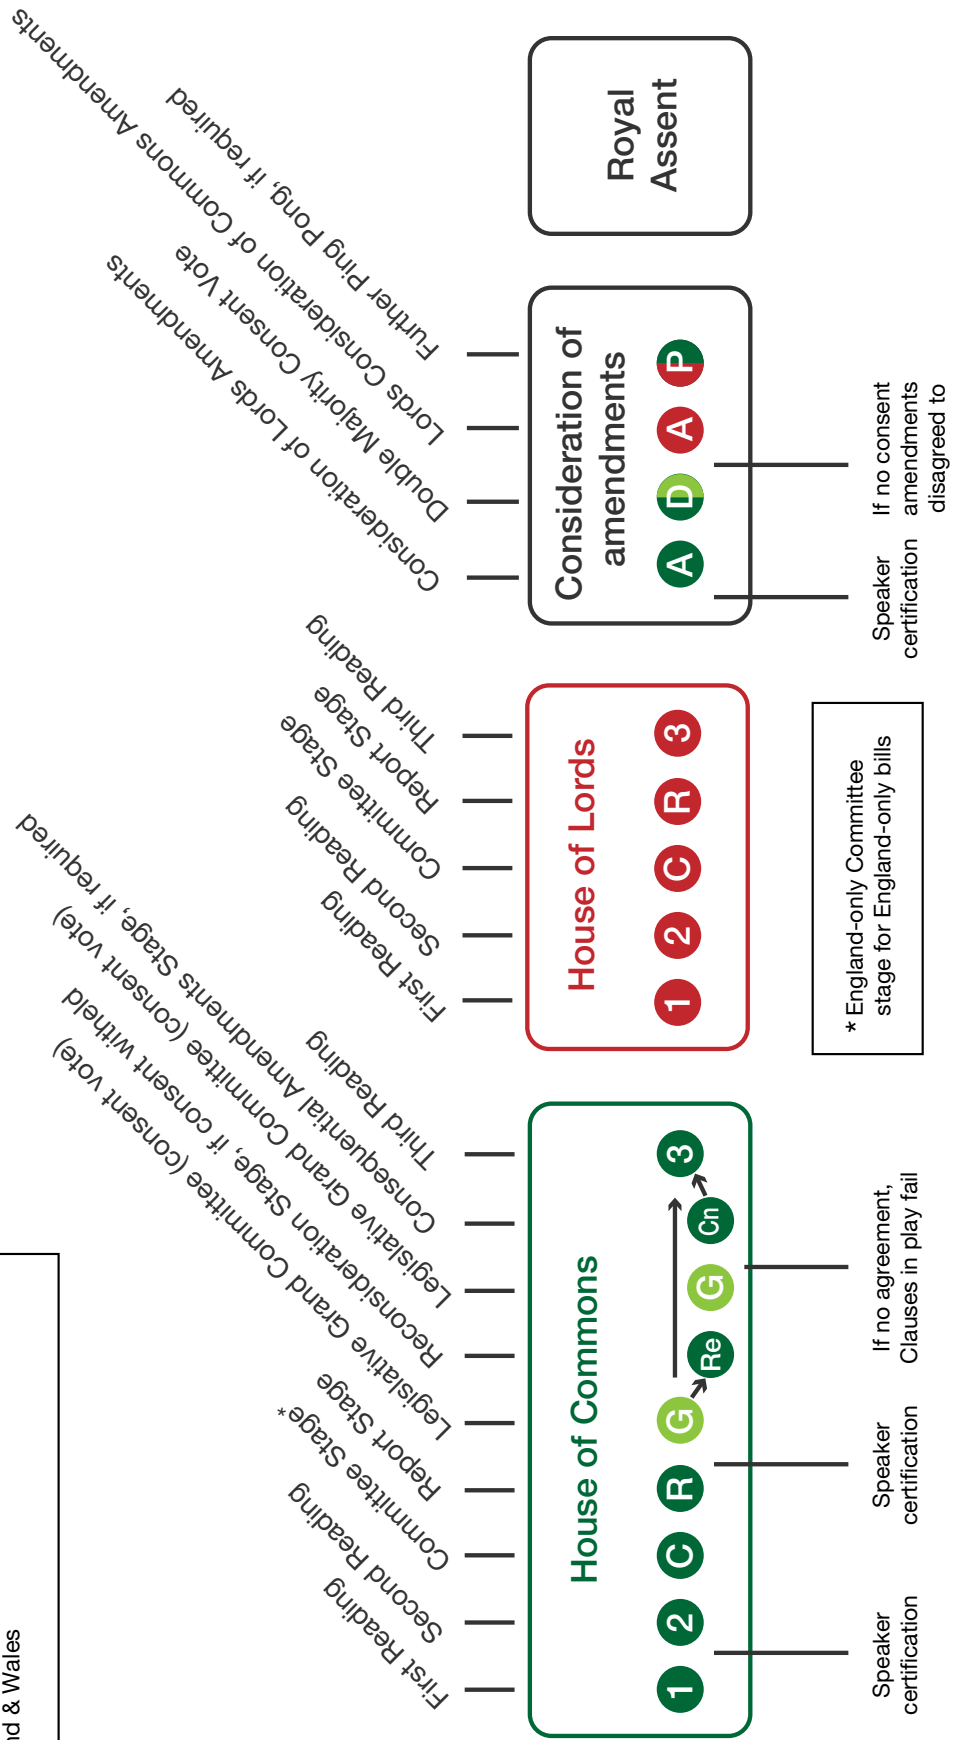 nd & Wales
First Reading
Second Reading
Committee Stage*
Report Stage
Legislative Grand Committee (consent vote)
Reconsideration Stage, if consent witheld
Legislative Grand Committee (consent vote)
Consequential Amendments Stage, if required
Third Reading
House of Commons
1 2 C R G Re G Cn 3
Speaker
certification
Speaker
certification
If no agreement,
Clauses in play fail
First Reading
Second Reading
Committee Stage
Report Stage
Third Reading
House of Lords
1 2 C R 3
* England-only Committee
stage for England-only bills
Consideration of Lords Amendments
Double Majority Consent Vote
Lords Consideration of Commons Amendments
Further Ping Pong, if required
Consideration of
amendments
A D A P
Speaker
certification
If no consent
amendments
disagreed to
Royal
Assent